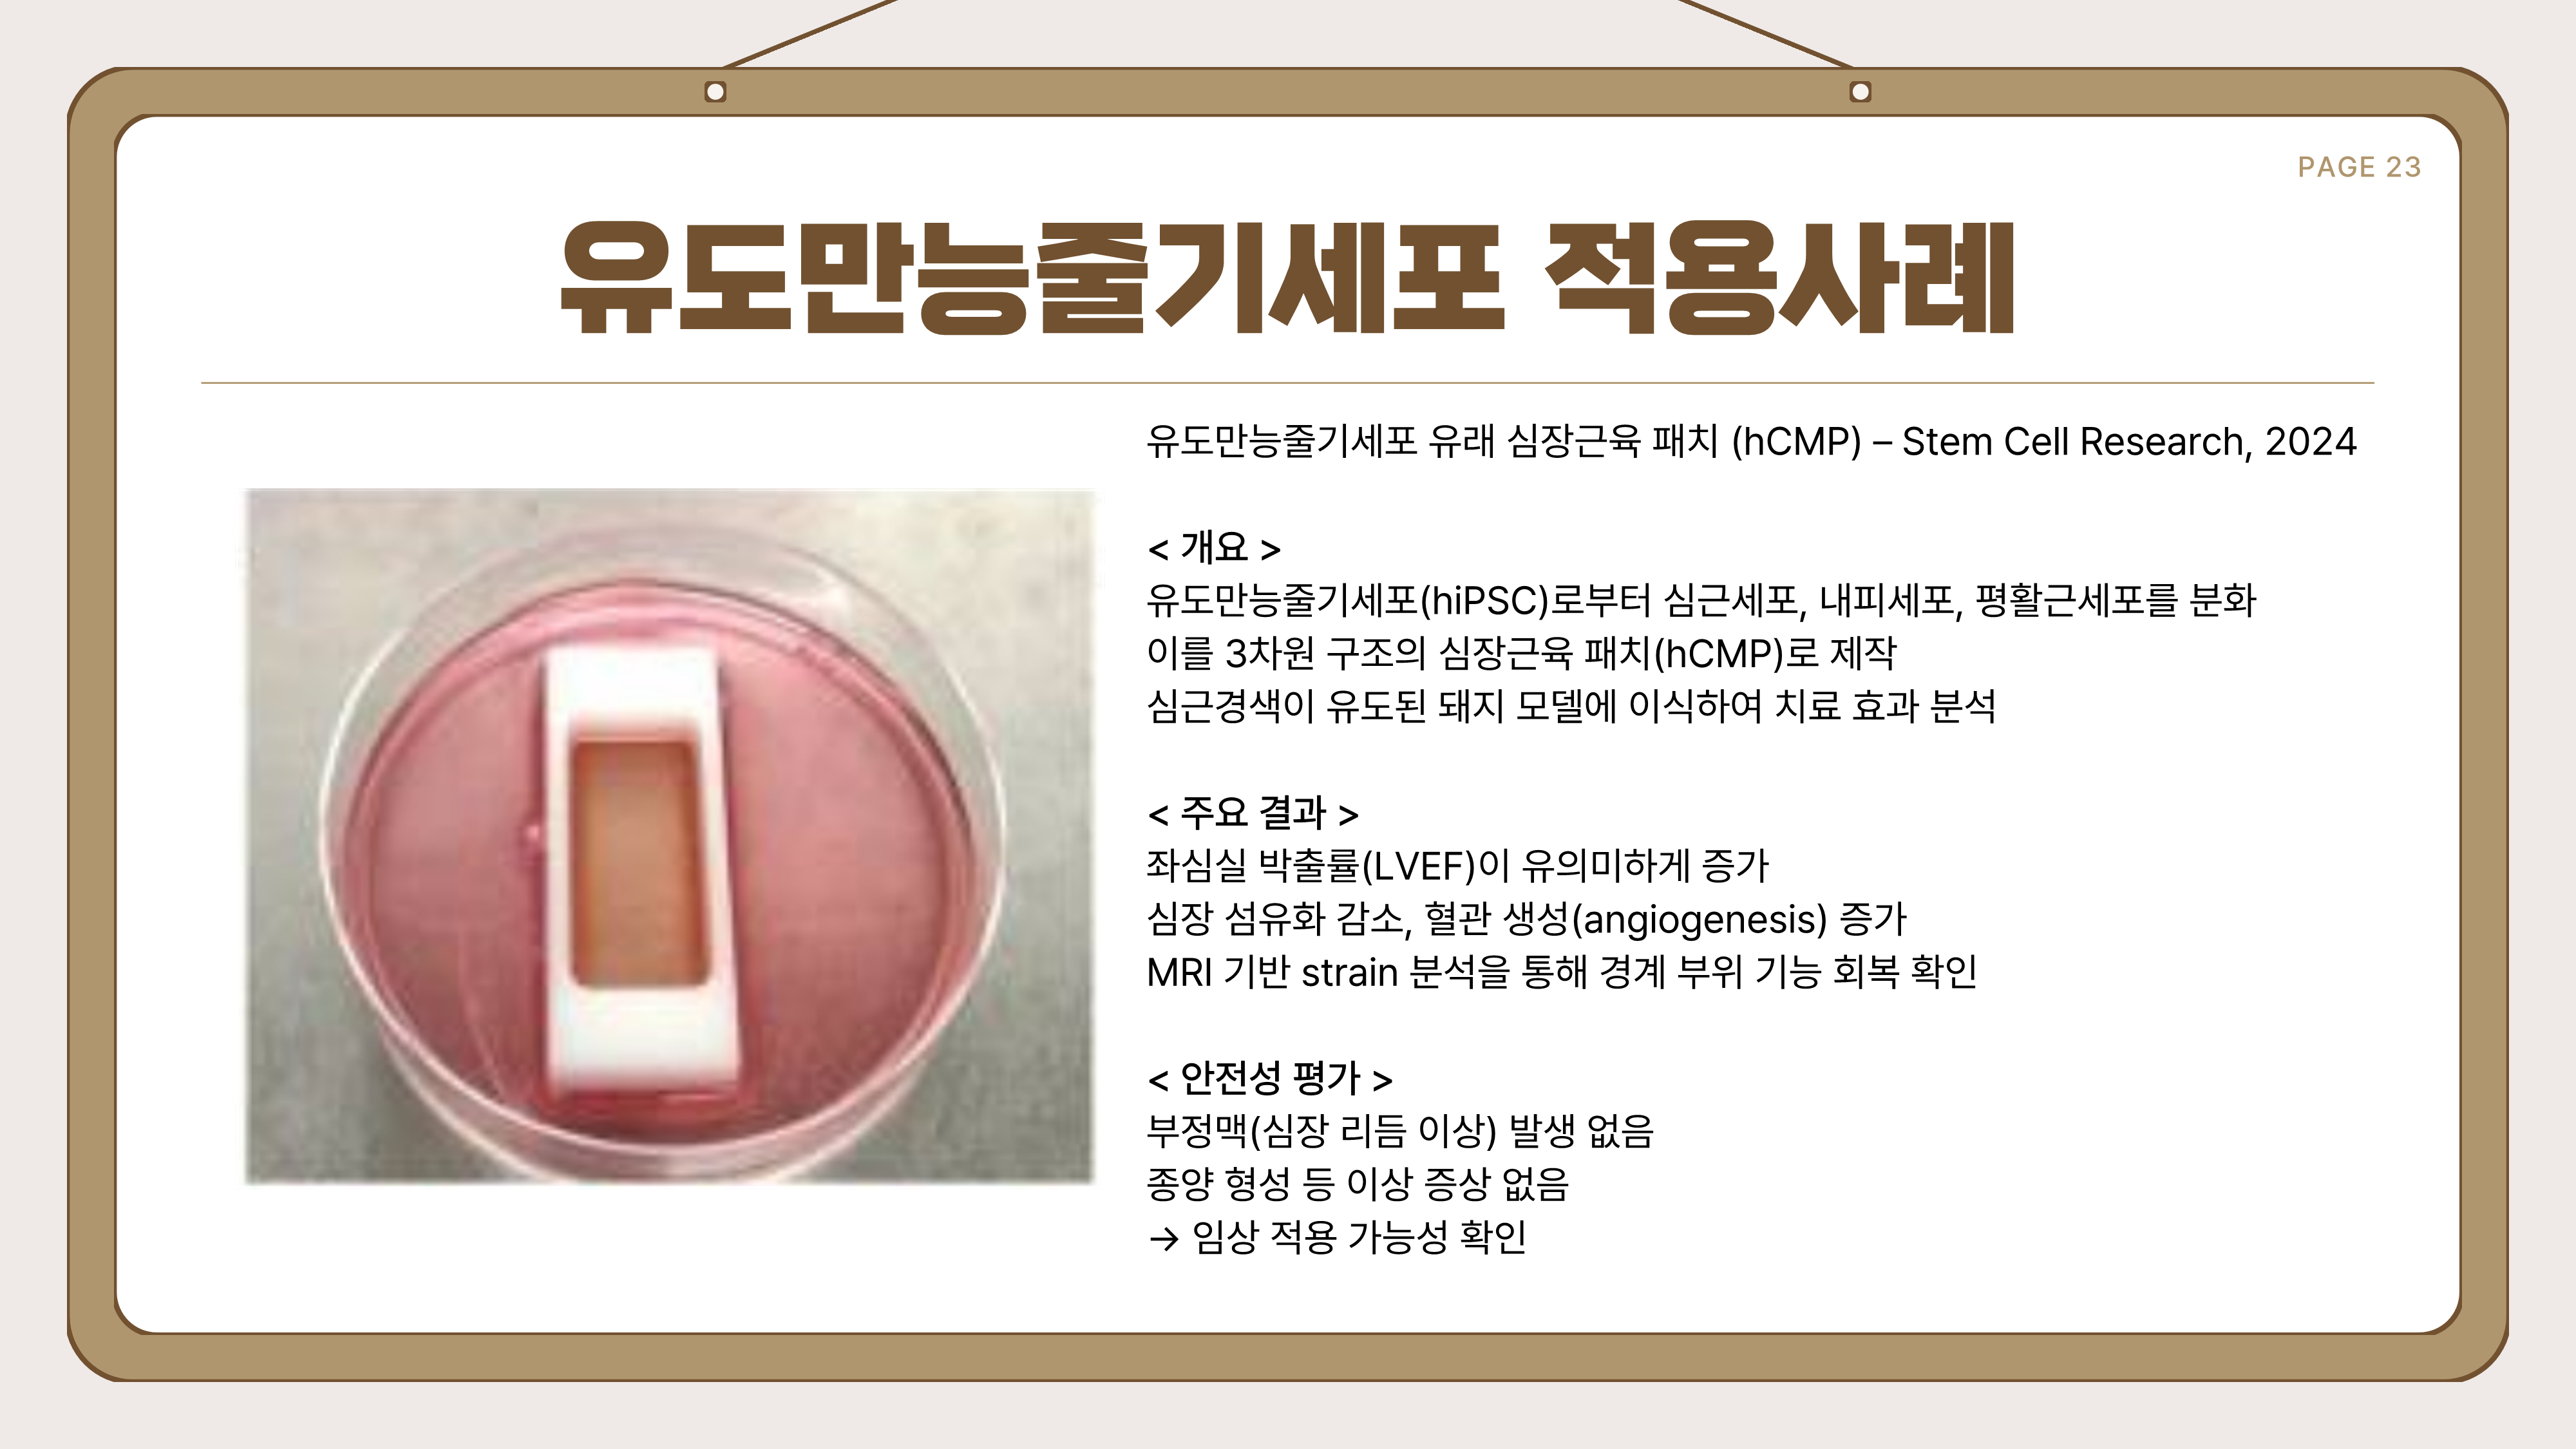 PAGE 23
유도만능줄기세포 적용사례
유도만능줄기세포 유래 심장근육 패치 (hCMP) – Stem Cell Research, 2024
< 개요 >
유도만능줄기세포(hiPSC)로부터 심근세포, 내피세포, 평활근세포를 분화
이를 3차원 구조의 심장근육 패치(hCMP)로 제작
심근경색이 유도된 돼지 모델에 이식하여 치료 효과 분석
< 주요 결과 >
좌심실 박출률(LVEF)이 유의미하게 증가
심장 섬유화 감소, 혈관 생성(angiogenesis) 증가
MRI 기반 strain 분석을 통해 경계 부위 기능 회복 확인
< 안전성 평가 >
부정맥(심장 리듬 이상) 발생 없음
종양 형성 등 이상 증상 없음
→ 임상 적용 가능성 확인